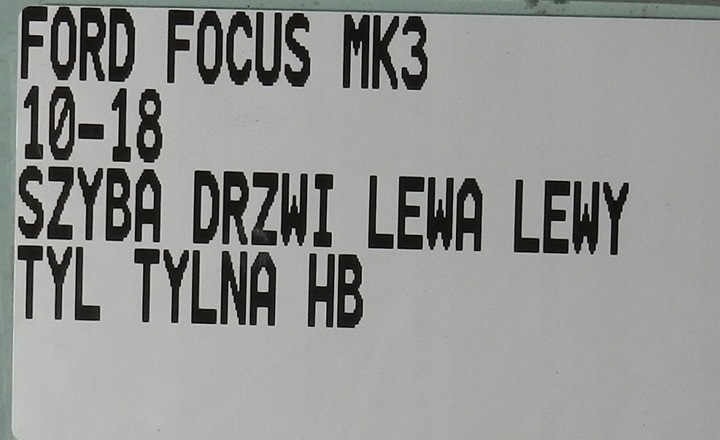 FORD FOCUS MK3
10-18
SZYBA DRZWI LEWA LEWY
TYL TYLNA HB